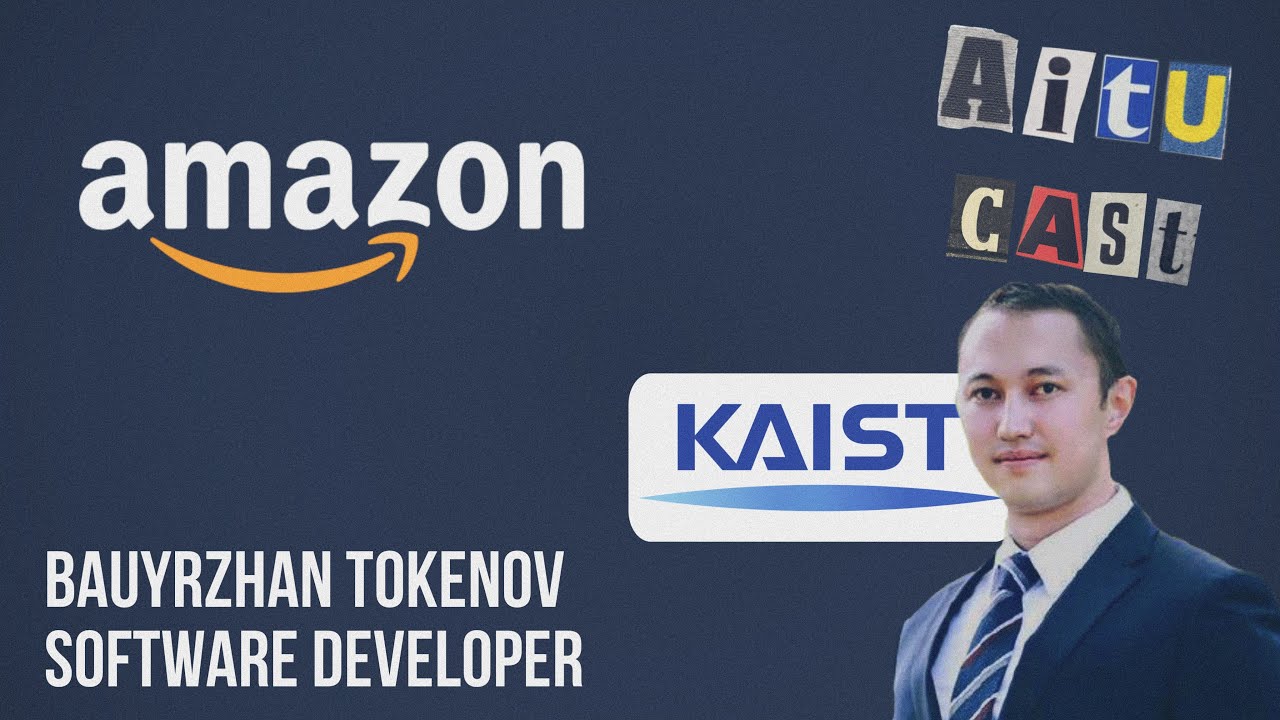 amazon
Aitu
CAst
KAIST
BAUYRZHAN TOKENOV
SOFTWARE DEVELOPER